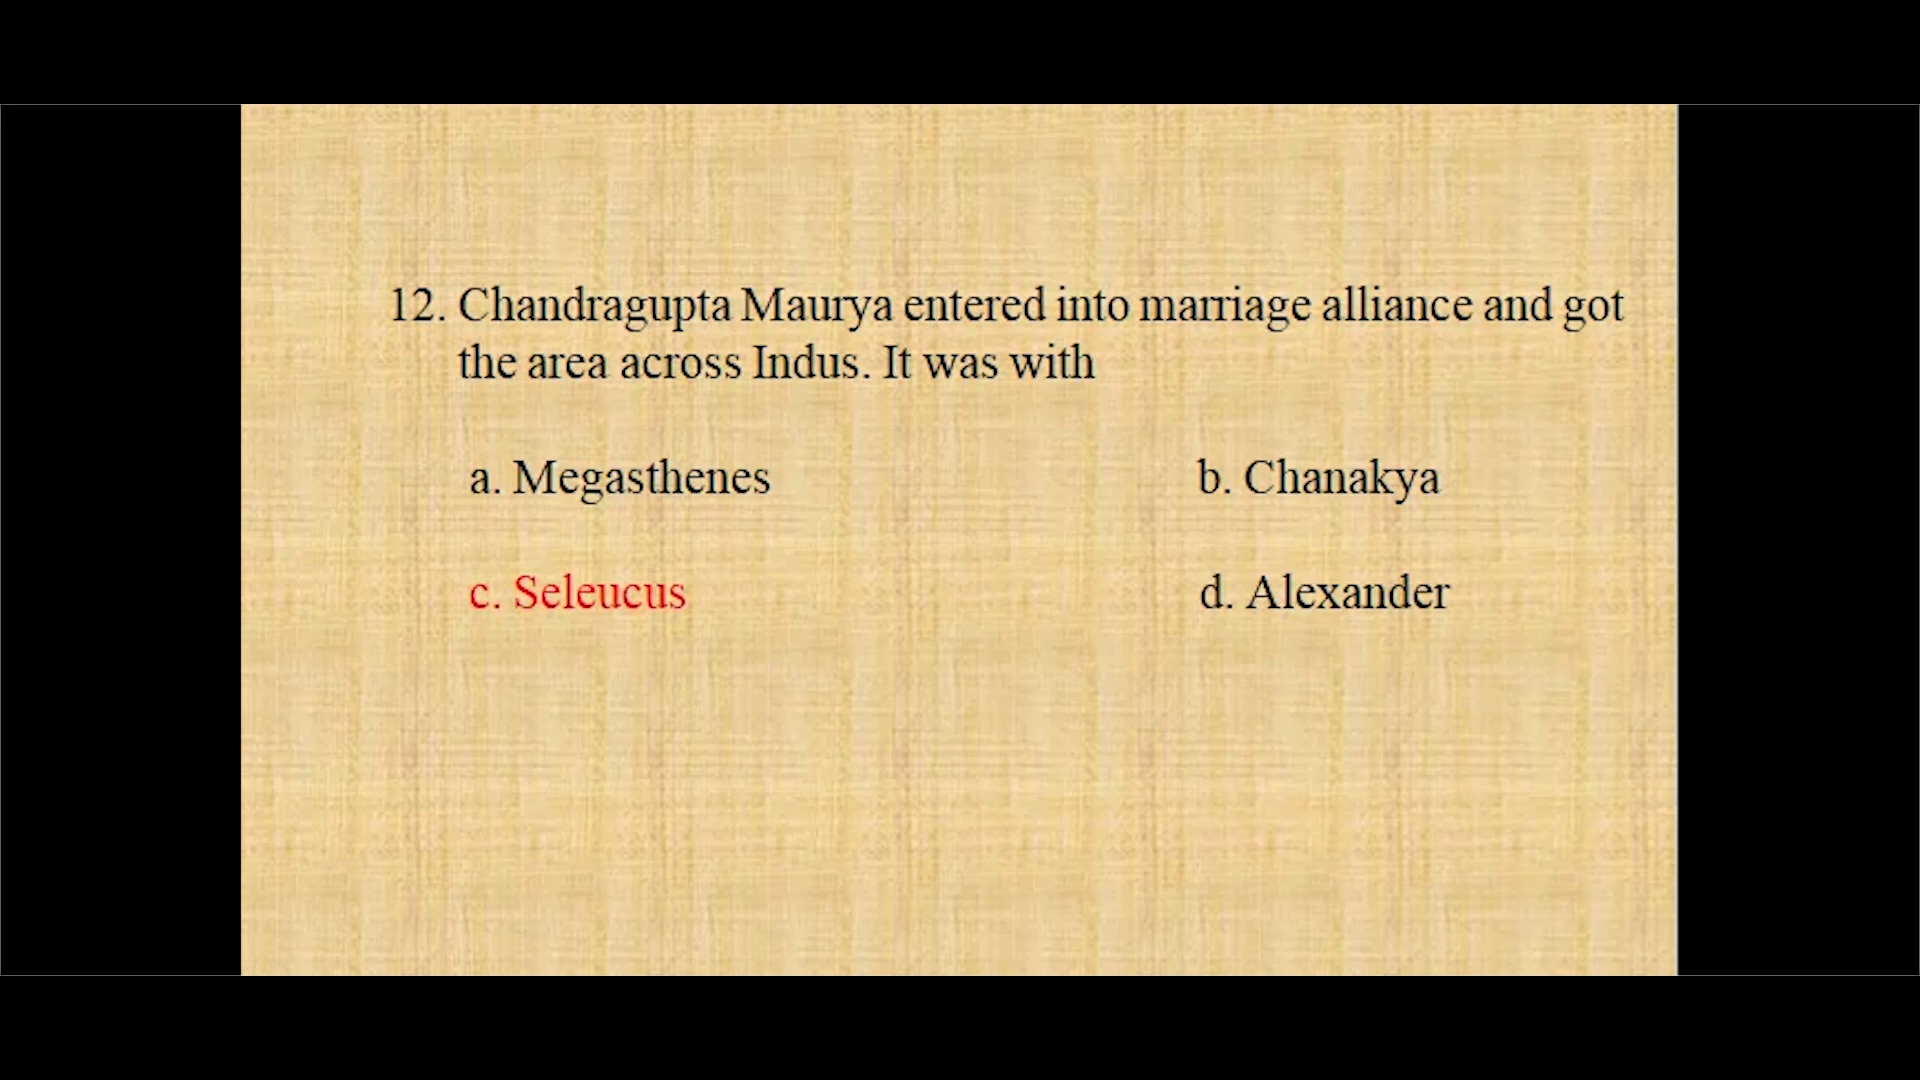 12. Chandragupta Maurya entered into marriage alliance and got
the area across Indus. It was with
a. Megasthenes b. Chanakya
c. Seleucus d. Alexander